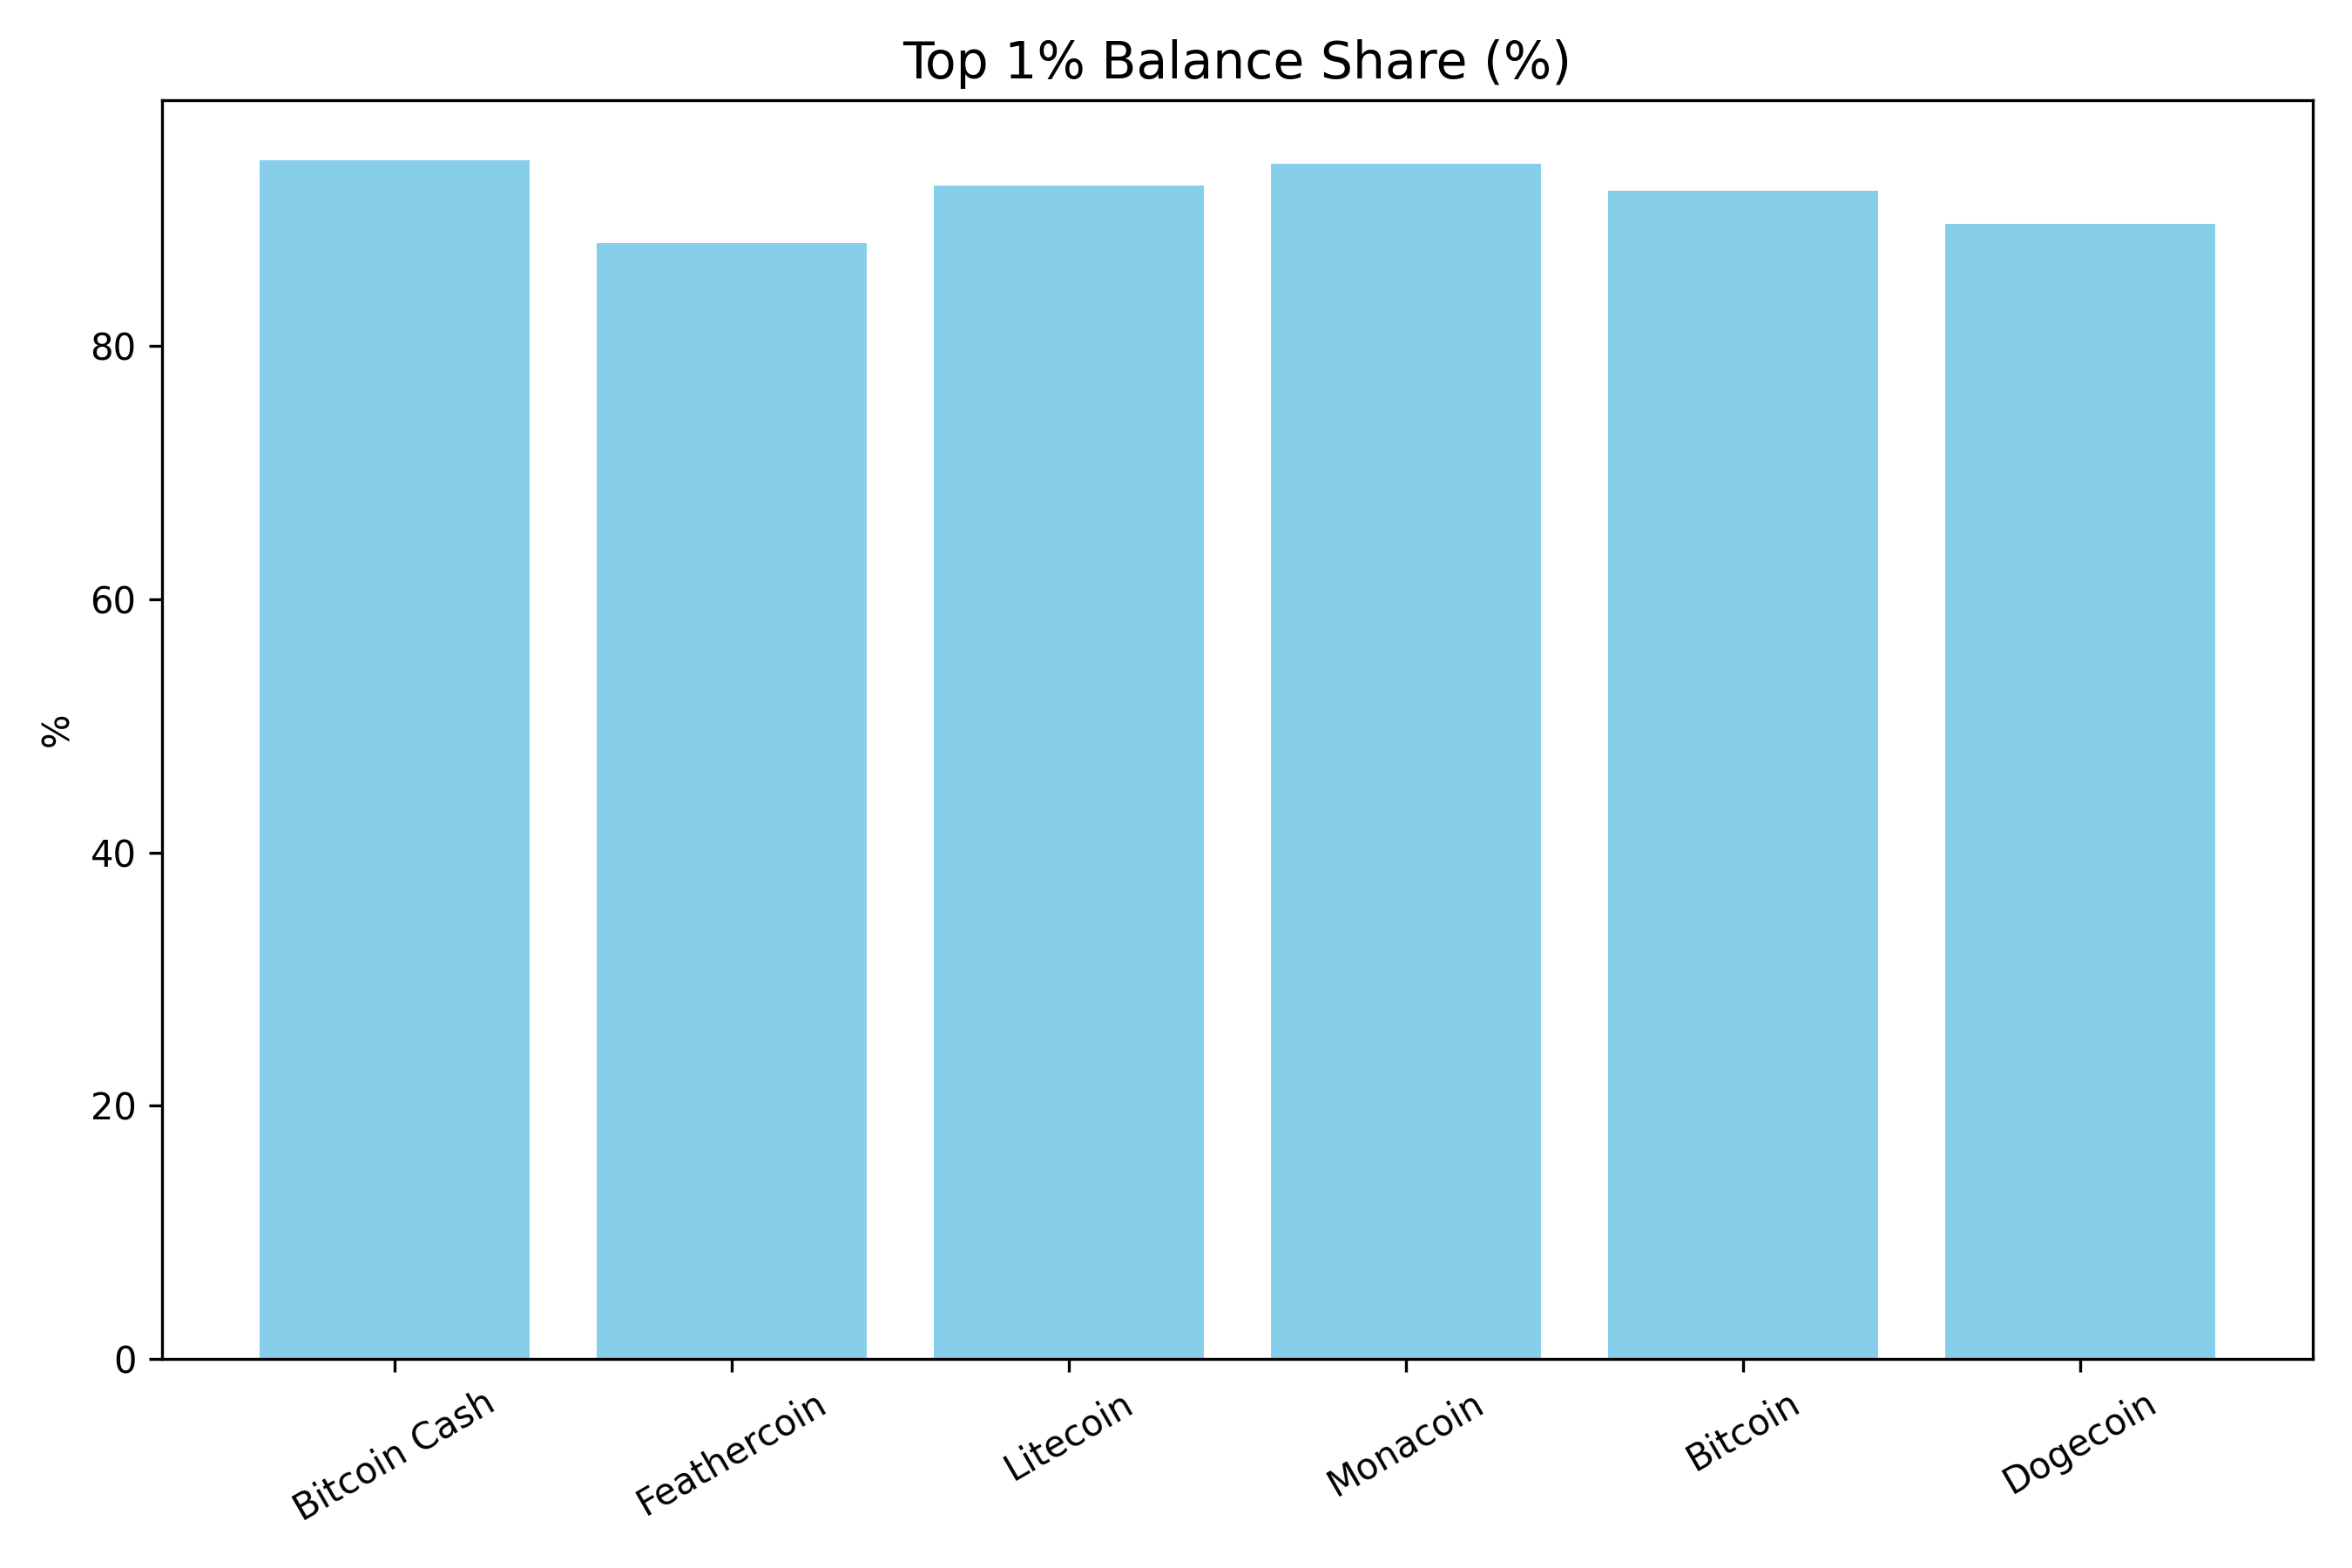 Top 1% Balance Share (%)
80
60
%
40
20
0
Bitcoin Cash
Feathercoin
Litecoin
Monacoin
Bitcoin
Dogecoin